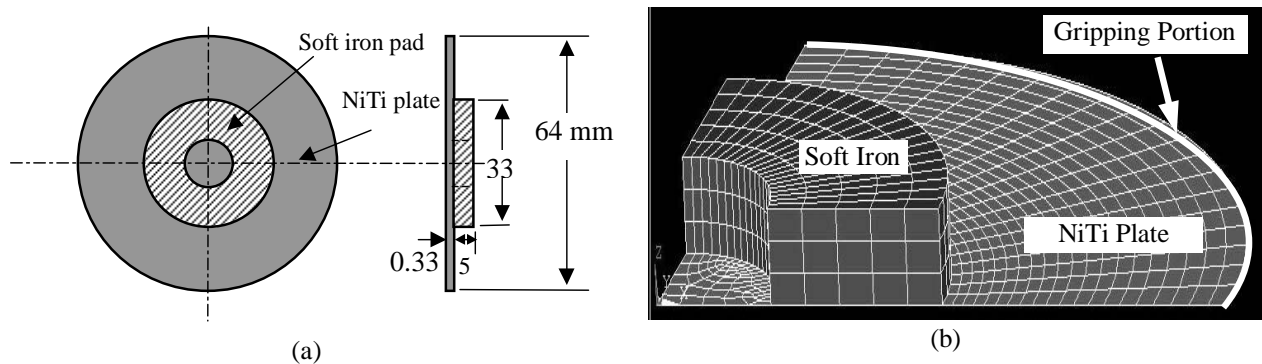 Soft iron pad
NiTi plate
64 mm
33
0.33
5
(a)
Gripping Portion
Soft Iron
NiTi Plate
Z
(b)